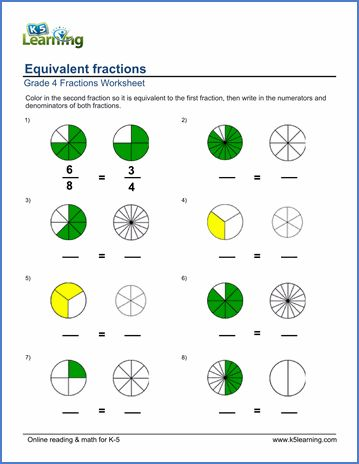 K5
Learning
Equivalent fractions
Grade 4 Fractions Worksheet
Color in the second fraction so it is equivalent to the first fraction, then write in the numerators and
denominators of both fractions.
1) 2)
6/8 = 3/4 =
3) 4)
= =
5) 6)
= =
7) 8)
= =
Online reading & math for K-5 www.k5learning.com